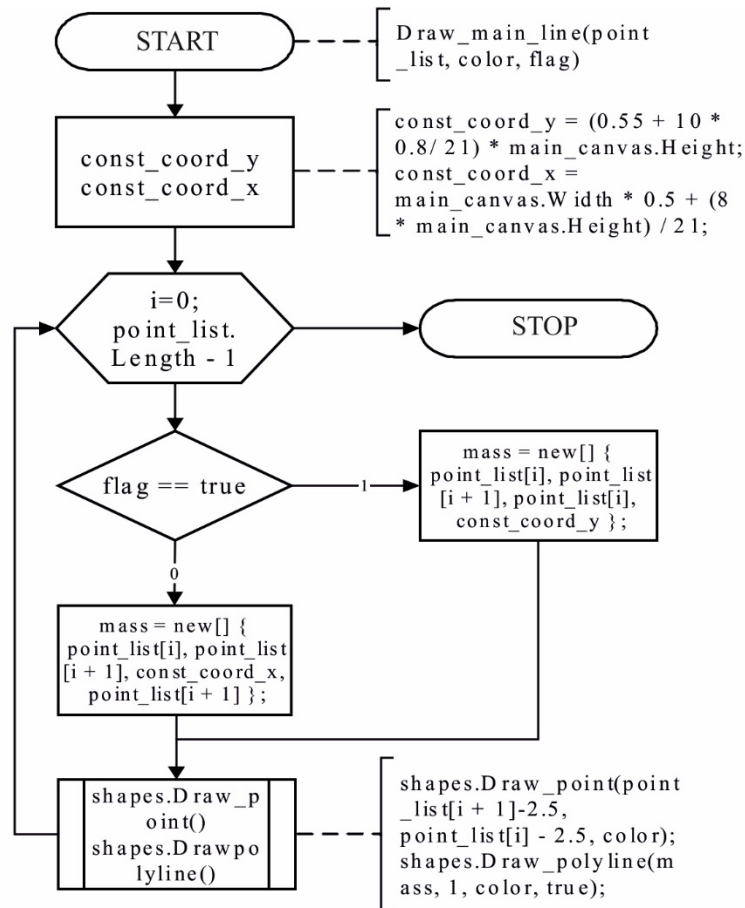 START
Draw_main_line(point
_list, color, flag)
const_coord_y
const_coord_x
const_coord_y = (0.55 + 10 *
0.8/ 21) * main_canvas.Height;
const_coord_x =
main_canvas.Width * 0.5 + (8
* main_canvas.Height) / 21;
i=0;
point_list.
Length - 1
STOP
flag == true
1
mass = new[] {
point_list[i], point_list
[i + 1], point_list[i],
const_coord_y };
0
mass = new[] {
point_list[i], point_list
[i + 1], const_coord_x,
point_list[i + 1] };
shapes.Draw_p
oint()
shapes.Drawpo
lyline()
shapes.Draw_point(point
_list[i + 1]-2.5,
point_list[i] - 2.5, color);
shapes.Draw_polyline(m
ass, 1, color, true);